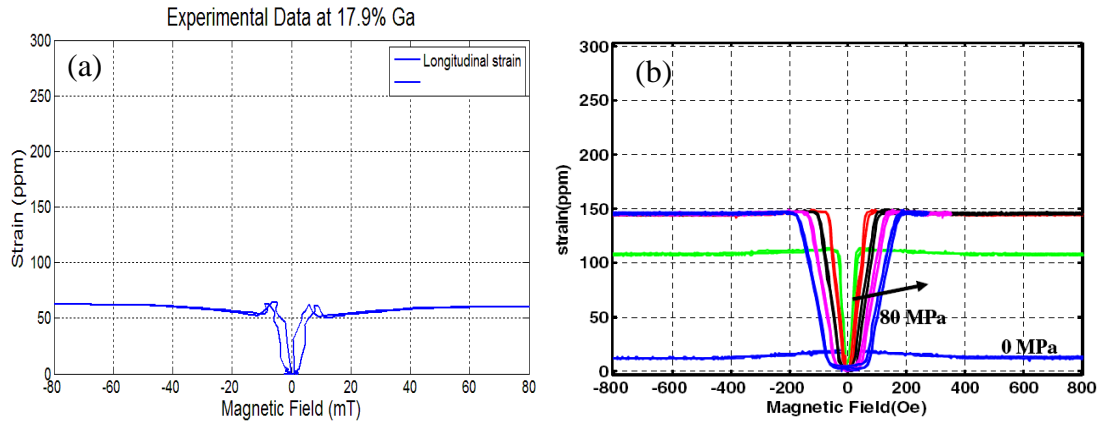 Experimental Data at 17.9% Ga
(a)
Longitudinal strain
300
250
200
150
100
50
0
Strain (ppm)
-80 -60 -40 -20 0 20 40 60 80
Magnetic Field (mT)
(b)
300
250
200
150
100
50
0
strain(ppm)
80 MPa
0 MPa
-800 -600 -400 -200 0 200 400 600 800
Magnetic Field(Oe)